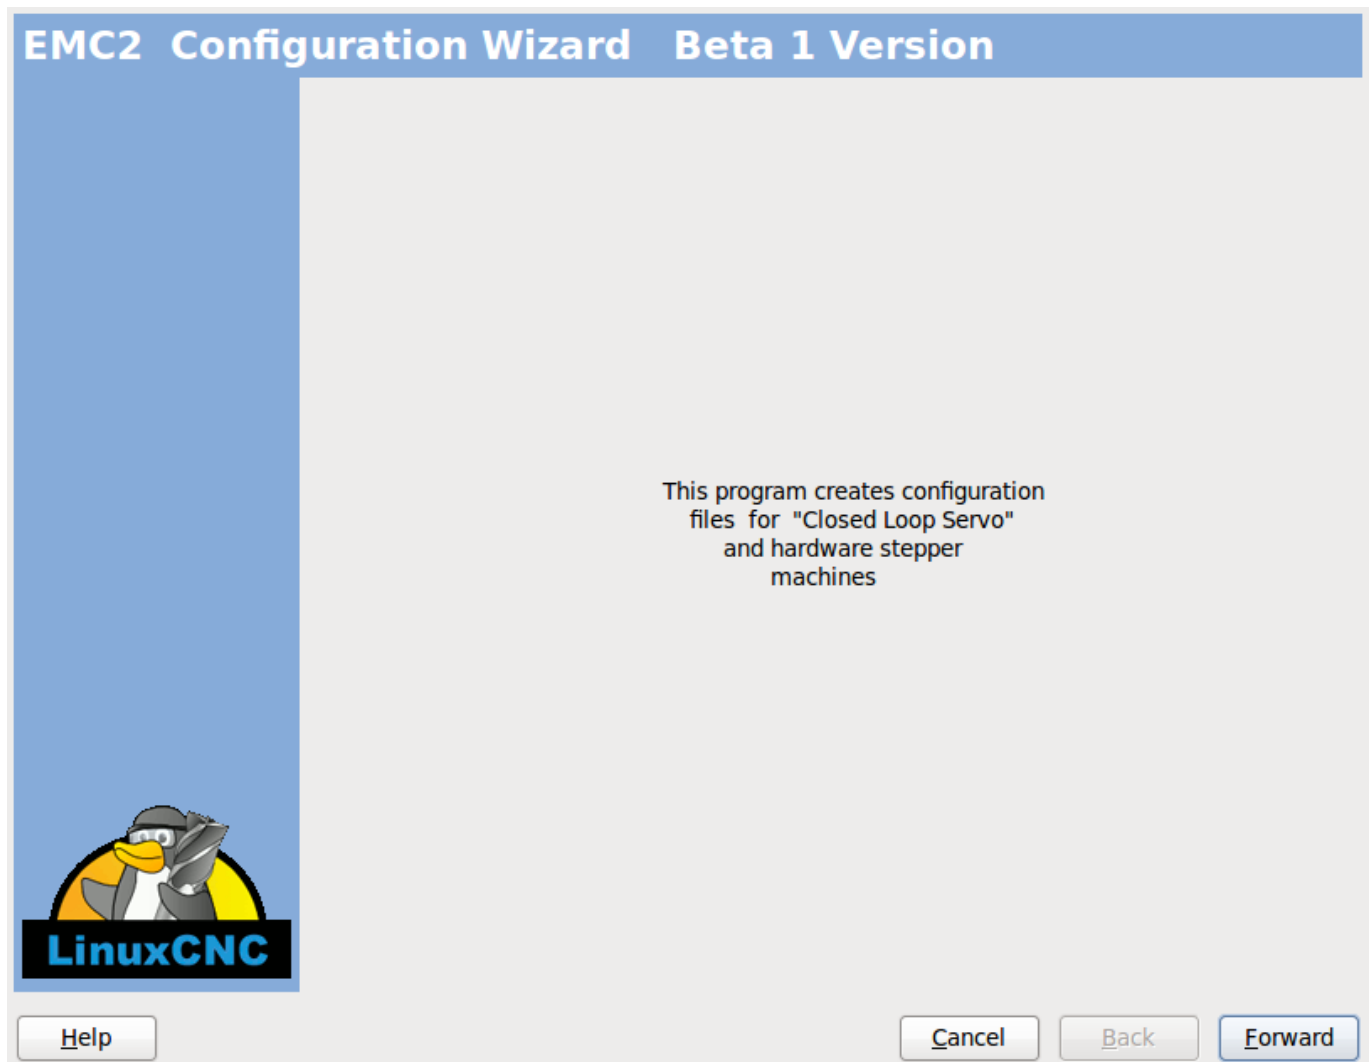 EMC2  Configuration Wizard   Beta 1 Version
This program creates configuration
files  for  "Closed Loop Servo"
and hardware stepper
machines
LinuxCNC
Help
Cancel
Back
Forward